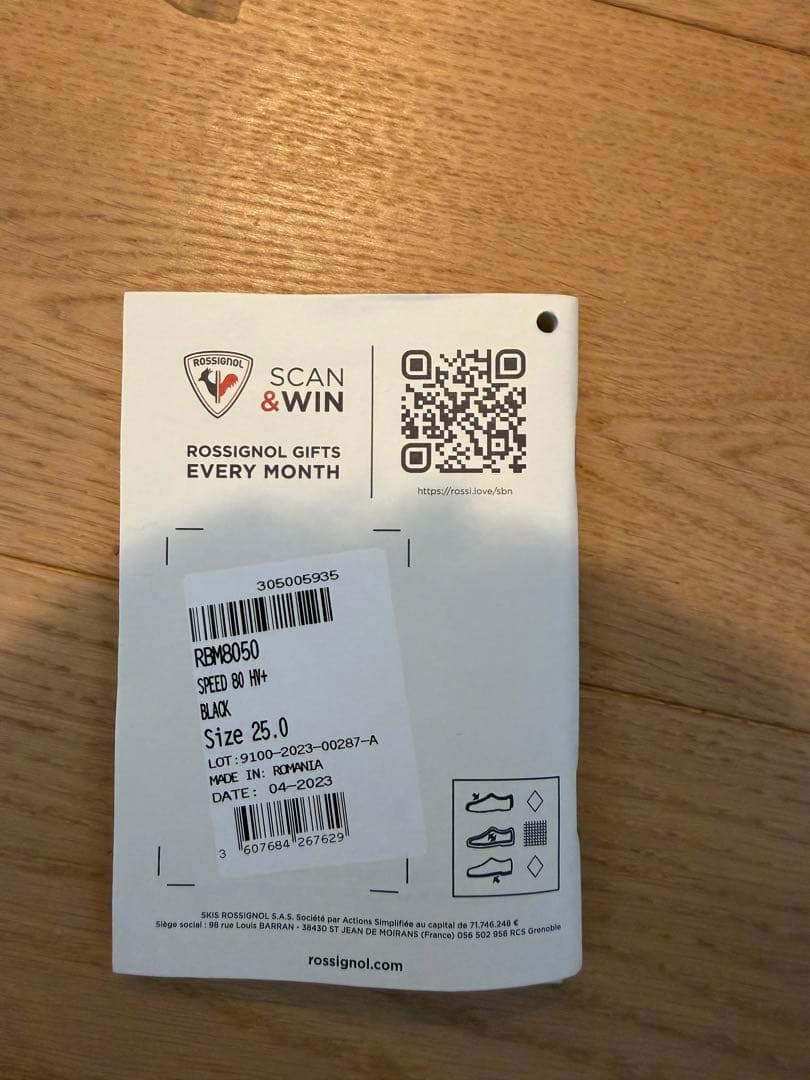 ROSSIGNOL
SCAN
&WIN
ROSSIGNOL GIFTS
EVERY MONTH
https://rossi.love/sbn
305005935
RBM8050
SPEED 80 HV+
BLACK
Size 25.0
LOT:9100-2023-00287-A
MADE IN: ROMANIA
DATE: 04-2023
3 607684 267629
SKIS ROSSIGNOL S.A.S. Société par Actions Simplifiée au capital de 71.746.248 €
Siège social : 98 rue Louis BARRAN - 38430 ST JEAN DE MOIRANS (France) 056 502 958 RCS Grenoble
rossignol.com